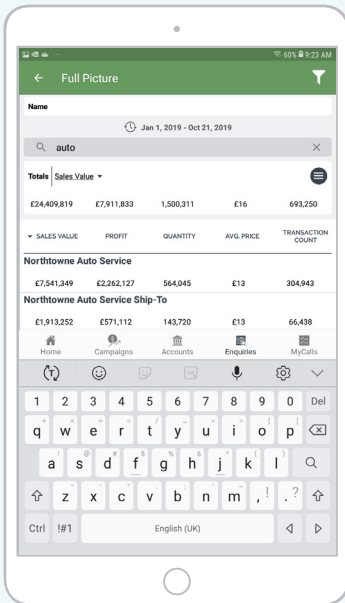 60% 9:23 AM
Full Picture
Name
Jan 1, 2019 - Oct 21, 2019
auto
Totals Sales Value
£24,409,819 £7,911,833 1,500,311 £16 693,250
SALES VALUE PROFIT QUANTITY AVG. PRICE TRANSACTION COUNT
Northtowne Auto Service
£7,541,349 £2,262,127 564,045 £13 304,943
Northtowne Auto Service Ship-To
£1,913,252 £571,112 143,720 £13 66,438
Home Campaigns Accounts Enquiries MyCalls
1 2 3 4 5 6 7 8 9 0 Del
q w e r t y u i o p
a s d f g h j k l
z x c v b n m , ! . ?
Ctrl !#1 English (UK)